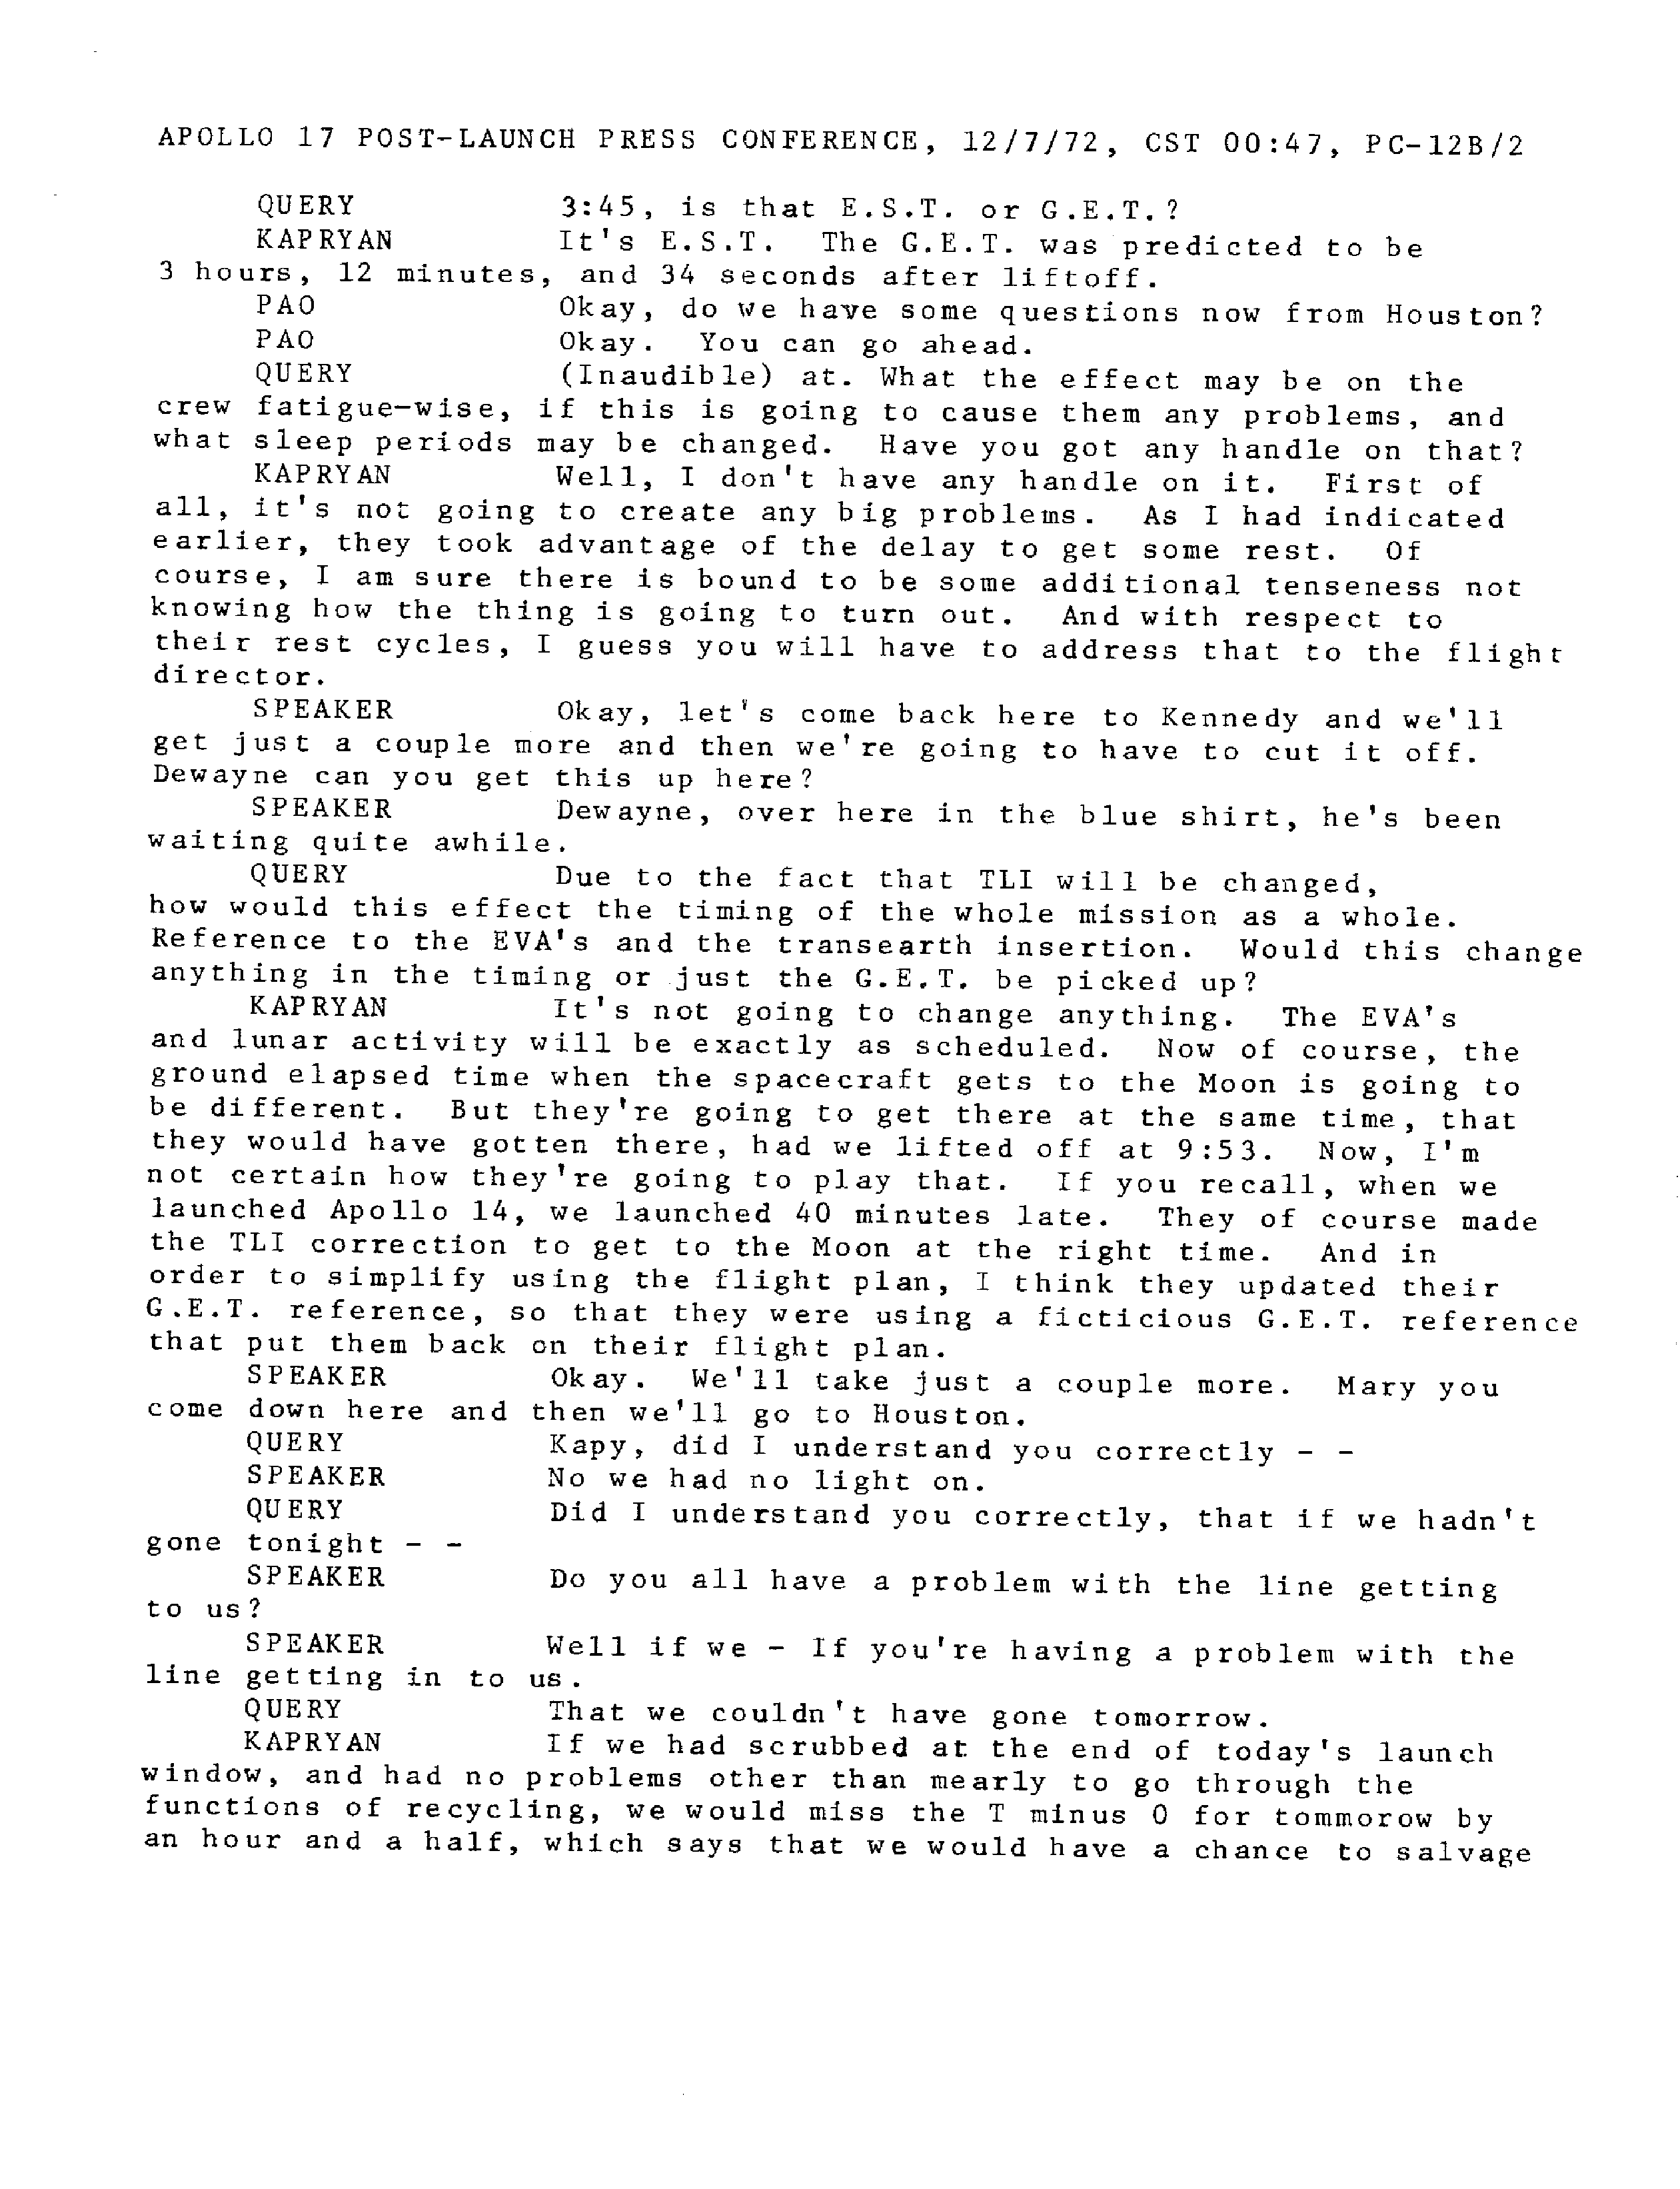 APOLLO 17 POST-LAUNCH PRESS CONFERENCE, 12/7/72, CST 00:47, PC-12B/2
QUERY 3:45, is that E.S.T. or G.E.T.?
KAPRYAN It's E.S.T. The G.E.T. was predicted to be
3 hours, 12 minutes, and 34 seconds after liftoff.
PAO Okay, do we have some questions now from Houston?
PAO Okay. You can go ahead.
QUERY (Inaudible) at. What the effect may be on the
crew fatigue-wise, if this is going to cause them any problems, and
what sleep periods may be changed. Have you got any handle on that?
KAPRYAN Well, I don't have any handle on it. First of
all, it's not going to create any big problems. As I had indicated
earlier, they took advantage of the delay to get some rest. Of
course, I am sure there is bound to be some additional tenseness not
knowing how the thing is going to turn out. And with respect to
their rest cycles, I guess you will have to address that to the flight
director.
SPEAKER Okay, let's come back here to Kennedy and we'll
get just a couple more and then we're going to have to cut it off.
Dewayne can you get this up here?
SPEAKER Dewayne, over here in the blue shirt, he's been
waiting quite awhile.
QUERY Due to the fact that TLI will be changed,
how would this effect the timing of the whole mission as a whole.
Reference to the EVA's and the transearth insertion. Would this change
anything in the timing or just the G.E.T. be picked up?
KAPRYAN It's not going to change anything. The EVA's
and lunar activity will be exactly as scheduled. Now of course, the
ground elapsed time when the spacecraft gets to the Moon is going to
be different. But they're going to get there at the same time, that
they would have gotten there, had we lifted off at 9:53. Now, I'm
not certain how they're going to play that. If you recall, when we
launched Apollo 14, we launched 40 minutes late. They of course made
the TLI correction to get to the Moon at the right time. And in
order to simplify using the flight plan, I think they updated their
G.E.T. reference, so that they were using a ficticious G.E.T. reference
that put them back on their flight plan.
SPEAKER Okay. We'll take just a couple more. Mary you
come down here and then we'll go to Houston.
QUERY Kapy, did I understand you correctly - -
SPEAKER No we had no light on.
QUERY Did I understand you correctly, that if we hadn't
gone tonight - -
SPEAKER Do you all have a problem with the line getting
to us?
SPEAKER Well if we - If you're having a problem with the
line getting in to us.
QUERY That we couldn't have gone tomorrow.
KAPRYAN If we had scrubbed at the end of today's launch
window, and had no problems other than mearly to go through the
functions of recycling, we would miss the T minus 0 for tommorow by
an hour and a half, which says that we would have a chance to salvage